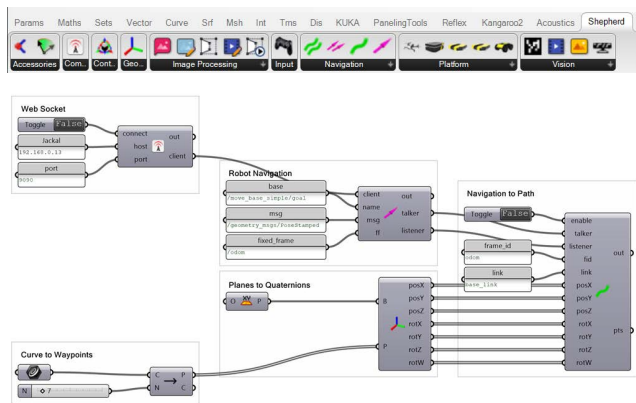 Params Maths Sets Vector Curve Srf Msh Int Tms Dis KUKA PanelingTools Reflex Kangaroo2 Acoustics Shepherd
Accessories Com... Cont.. Geo... Image Processing Input Navigation Platform Vision
Web Socket
Toggle False
Jackal
192.168.0.13
port
9090
connect
host
port
out
client
Robot Navigation
base
/move_base_simple/goal
msg
/geometry_msgs/PoseStamped
fixed_frame
/odom
client
name
msg
tf
out
talker
listener
Navigation to Path
Toggle False
frame_id
odom
link
base_link
enable
talker
listener
fid
link
posX
posY
posZ
rotX
rotY
rotZ
rotW
out
pts
Planes to Quaternions
O XY P
B
P
posX
posY
posZ
rotX
rotY
rotZ
rotW
Curve to Waypoints
N 7
C P
N C